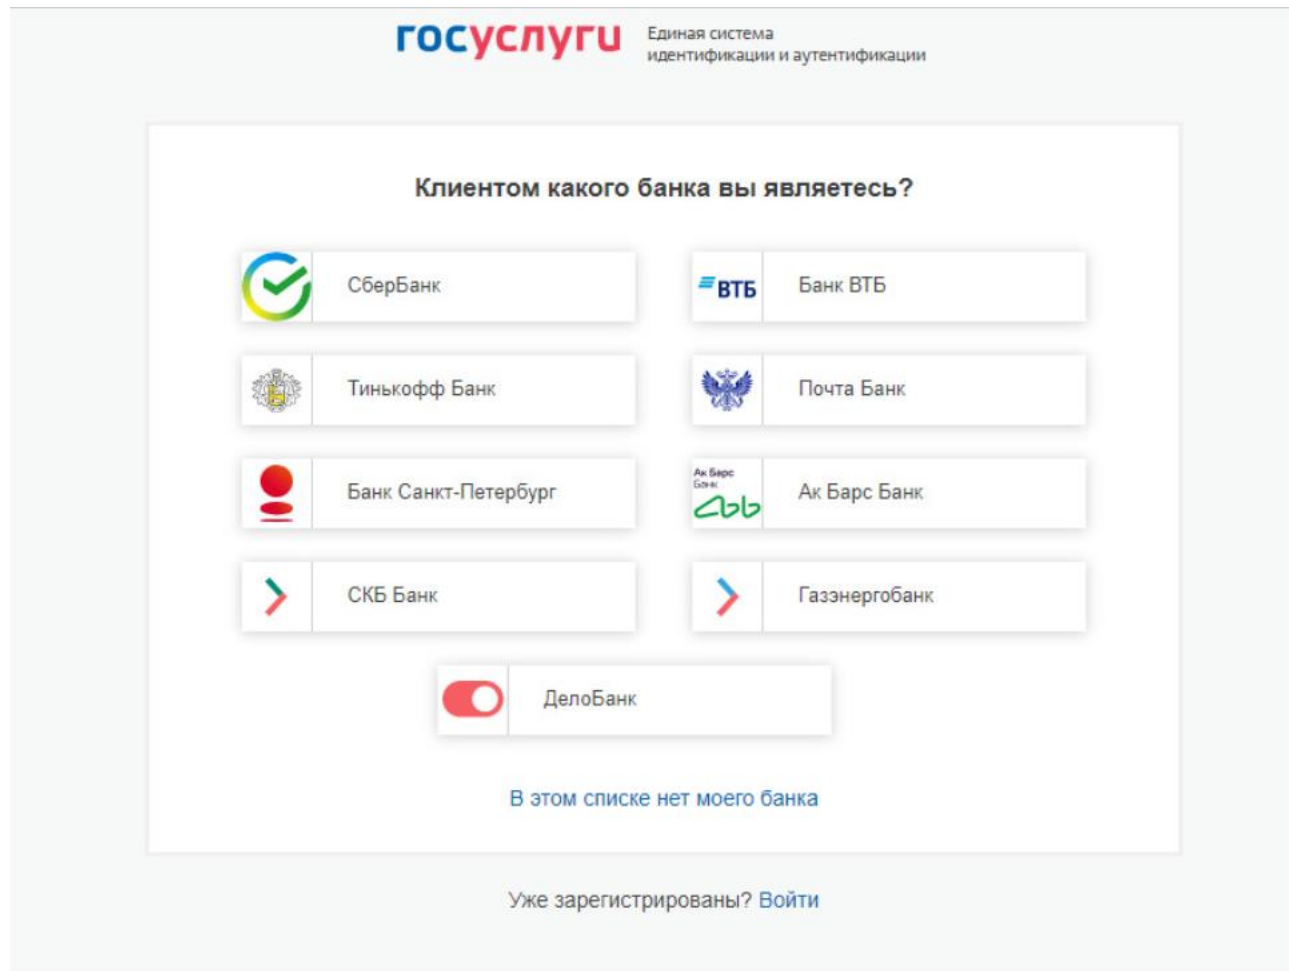 госуслуги
Единая система
идентификации и аутентификации
Клиентом какого банка вы являетесь?
СберБанк
ВТБ
Банк ВТБ
Тинькофф Банк
Почта Банк
Банк Санкт-Петербург
Ак Барс
Банк
Ак Барс Банк
СКБ Банк
Газэнергобанк
ДелоБанк
В этом списке нет моего банка
Уже зарегистрированы? Войти